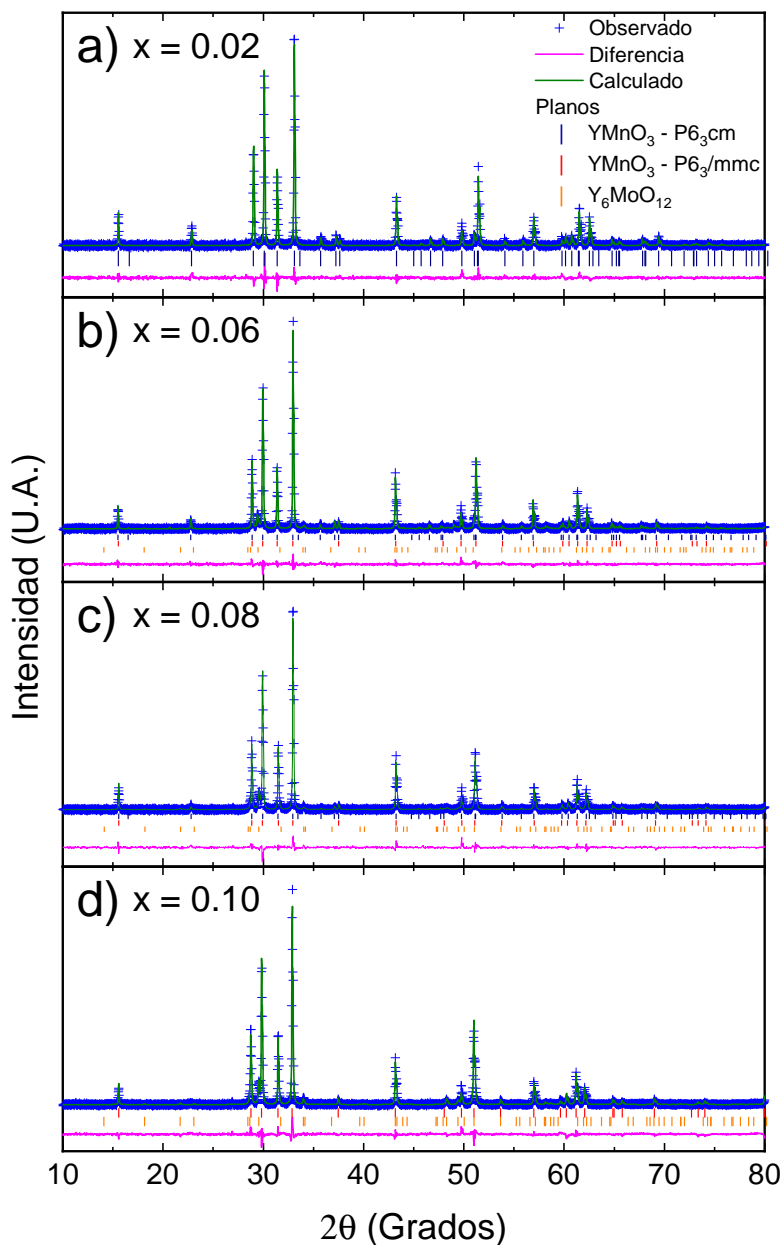 a) x = 0.02
Observado
Diferencia
Calculado
Planos
YMnO₃ - P6₃cm
YMnO₃ - P6₃/mmc
Y₆MoO₁₂
b) x = 0.06
c) x = 0.08
d) x = 0.10
Intensidad (U.A.)
10 20 30 40 50 60 70 80
2θ (Grados)